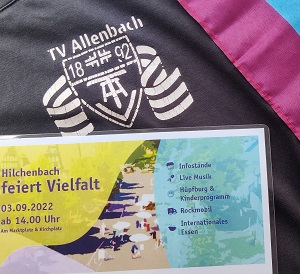 TV Allenbach
18 92
Hilchenbach
feiert Vielfalt
03.09.2022
ab 14.00 Uhr
Am Marktplatz & Kirchplatz
Infostände
Live Musik
Hüpfburg &
Kinderprogramm
Rockmobil
Internationales
Essen